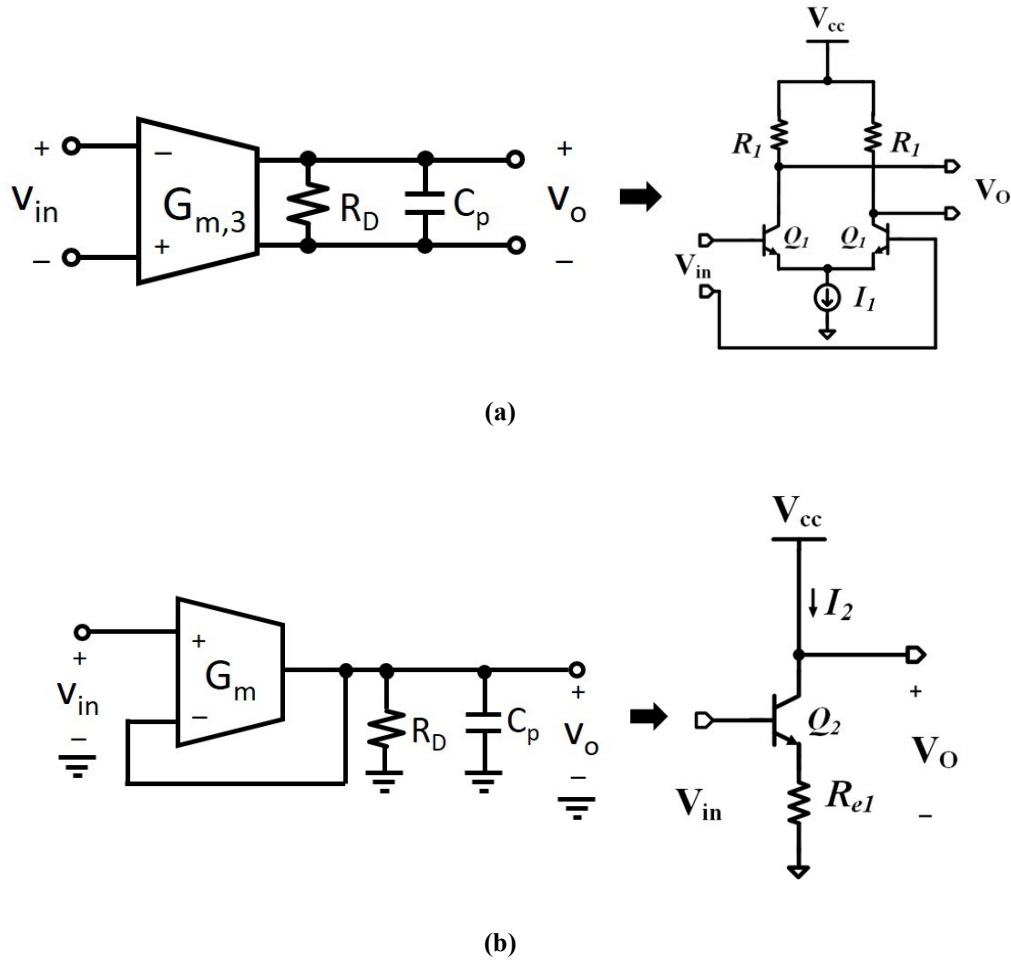 V_cc
R_1
R_1
+
V_in
−
−
G_m,3
+
R_D
C_p
+
V_o
−
V_O
Q_1
Q_1
V_in
I_1
(a)
V_cc
I_2
+
V_in
−
+
G_m
−
R_D
C_p
+
V_o
−
Q_2
+
V_O
−
V_in
R_e1
(b)